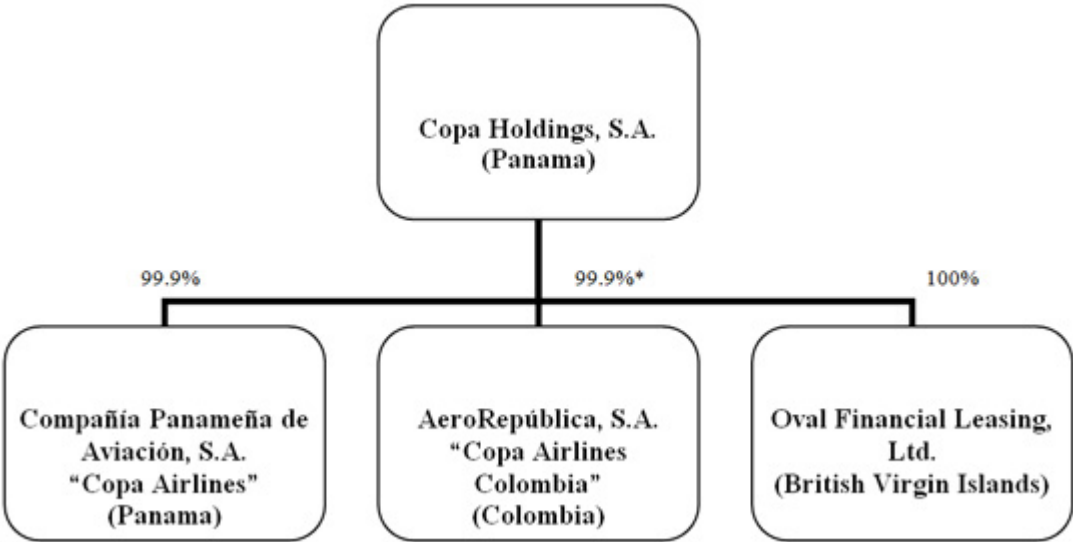 Copa Holdings, S.A.
(Panama)
99.9%
99.9%*
100%
Compañía Panameña de
Aviación, S.A.
“Copa Airlines”
(Panama)
AeroRepública, S.A.
“Copa Airlines
Colombia”
(Colombia)
Oval Financial Leasing,
Ltd.
(British Virgin Islands)